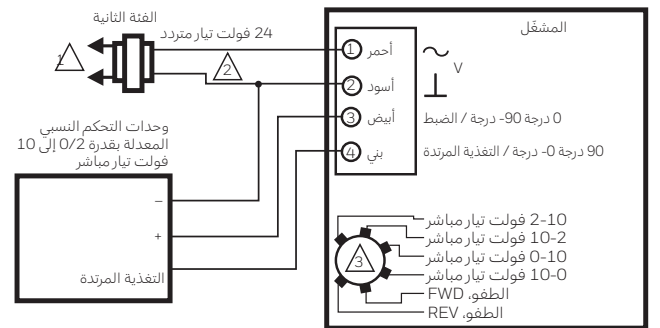 الفئة الثانية
24 فولت تيار متردد
1
2
وحدات التحكم النسبي
المعدلة بقدرة 0/2 إلى 10
فولت تيار مباشر
–
+
التغذية المرتدة
المشغّل
1 أحمر
2 أسود
3 أبيض
4 بني
V
0 درجة 90- درجة / الضبط
90 درجة 0- درجة / التغذية المرتدة
3
2-10 فولت تيار مباشر
10-2 فولت تيار مباشر
0-10 فولت تيار مباشر
10-0 فولت تيار مباشر
الطفو، FWD
الطفو، REV